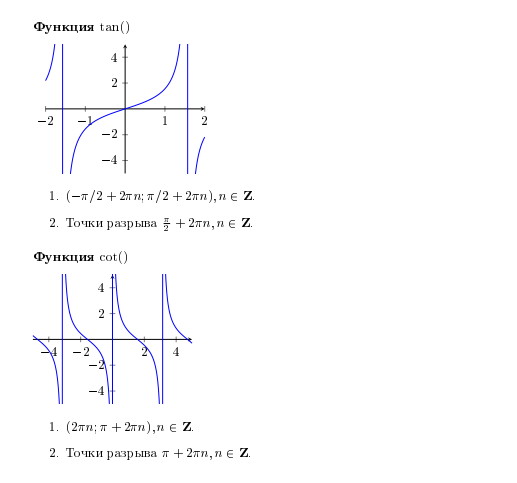 Функция tan()
4
2
−2 −1 1 2
−2
−4
1. (−π/2 + 2πn; π/2 + 2πn), n ∈ Z.
2. Точки разрыва π/2 + 2πn, n ∈ Z.
Функция cot()
4
2
−4 −2 2 4
−2
−4
1. (2πn; π + 2πn), n ∈ Z.
2. Точки разрыва π + 2πn, n ∈ Z.